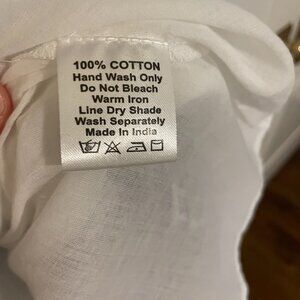 100% COTTON
Hand Wash Only
Do Not Bleach
Warm Iron
Line Dry Shade
Wash Separately
Made In India